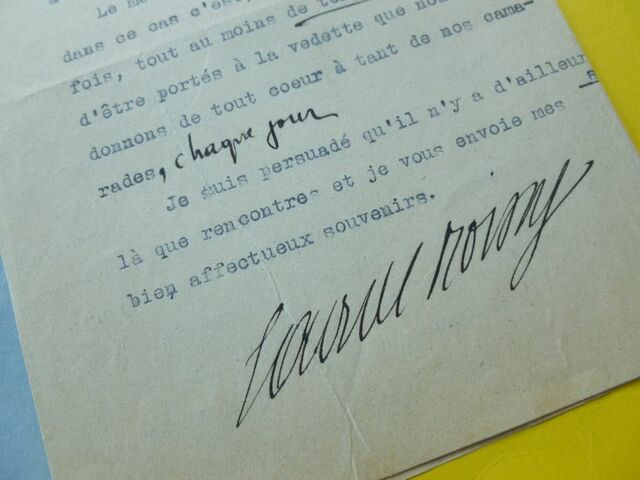 Le
dans ce cas c'est
fois, tout au moins de
d'être portés à la vedette que
donnons de tout coeur à tant de nos cama-
rades, chaque jour
Je suis persuadé qu'il n'y a d'ailleurs
là que rencontres et je vous envoie mes
bien affectueux souvenirs.